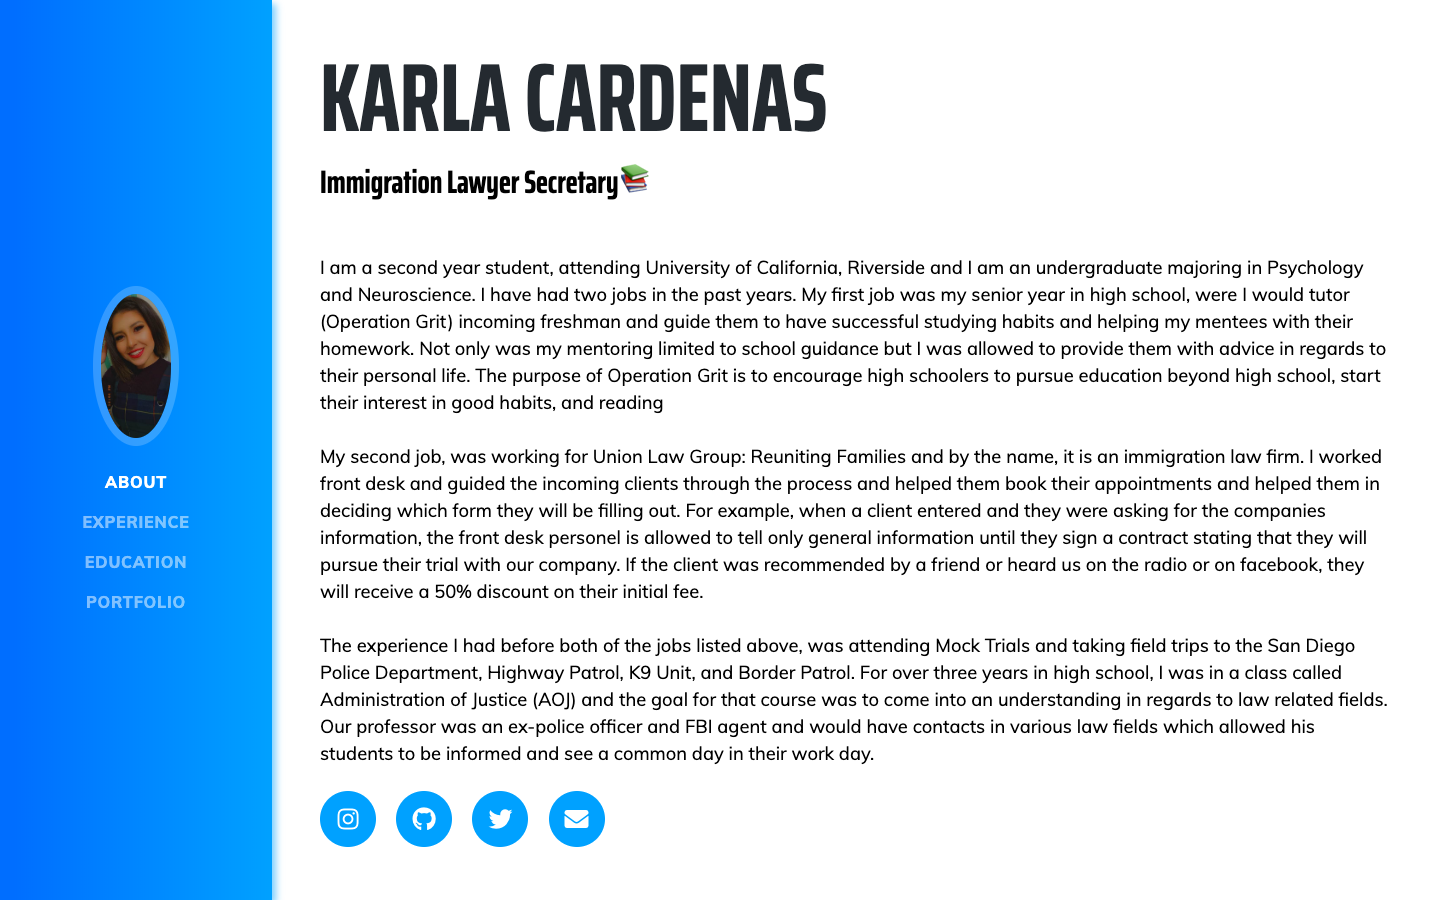 KARLA CARDENAS
Immigration Lawyer Secretary📚
I am a second year student, attending University of California, Riverside and I am an undergraduate majoring in Psychology
and Neuroscience. I have had two jobs in the past years. My first job was my senior year in high school, were I would tutor
(Operation Grit) incoming freshman and guide them to have successful studying habits and helping my mentees with their
homework. Not only was my mentoring limited to school guidance but I was allowed to provide them with advice in regards to
their personal life. The purpose of Operation Grit is to encourage high schoolers to pursue education beyond high school, start
their interest in good habits, and reading
My second job, was working for Union Law Group: Reuniting Families and by the name, it is an immigration law firm. I worked
front desk and guided the incoming clients through the process and helped them book their appointments and helped them in
deciding which form they will be filling out. For example, when a client entered and they were asking for the companies
information, the front desk personel is allowed to tell only general information until they sign a contract stating that they will
pursue their trial with our company. If the client was recommended by a friend or heard us on the radio or on facebook, they
will receive a 50% discount on their initial fee.
The experience I had before both of the jobs listed above, was attending Mock Trials and taking field trips to the San Diego
Police Department, Highway Patrol, K9 Unit, and Border Patrol. For over three years in high school, I was in a class called
Administration of Justice (AOJ) and the goal for that course was to come into an understanding in regards to law related fields.
Our professor was an ex-police officer and FBI agent and would have contacts in various law fields which allowed his
students to be informed and see a common day in their work day.
ABOUT
EXPERIENCE
EDUCATION
PORTFOLIO